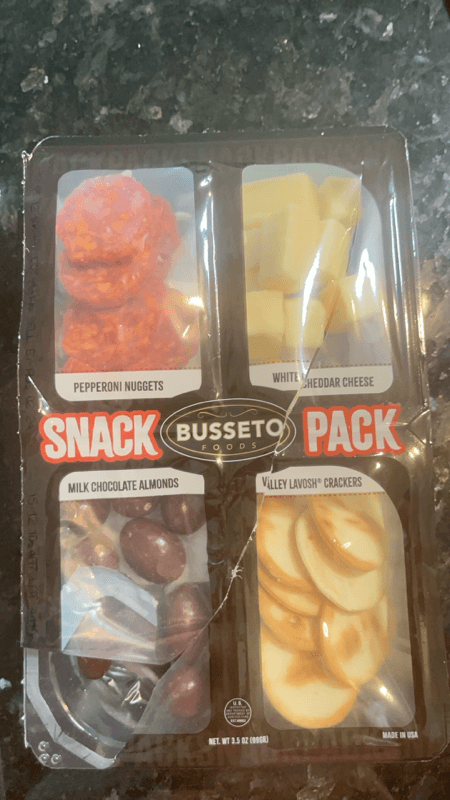 PEPPERONI NUGGETS
WHITE CHEDDAR CHEESE
SNACK BUSSETO PACK
FOODS
MILK CHOCOLATE ALMONDS
VALLEY LAVOSH® CRACKERS
U.S.
NET. WT 3.5 OZ (99GR)
MADE IN USA